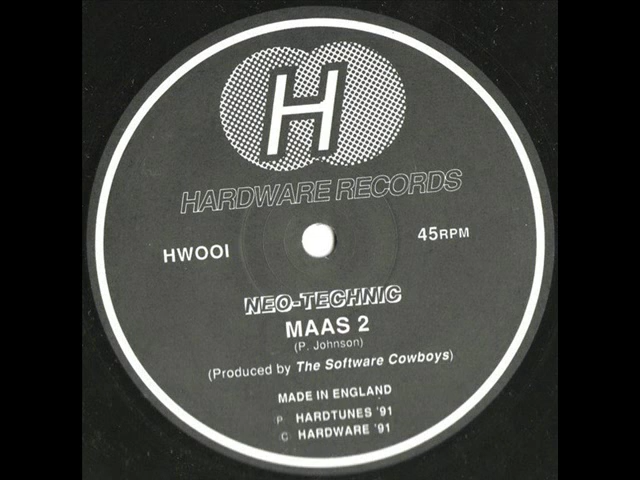 H
HARDWARE RECORDS
HWOOI
45RPM
NEO-TECHNIC
MAAS 2
(P. Johnson)
(Produced by The Software Cowboys)
MADE IN ENGLAND
P HARDTUNES '91
C HARDWARE '91